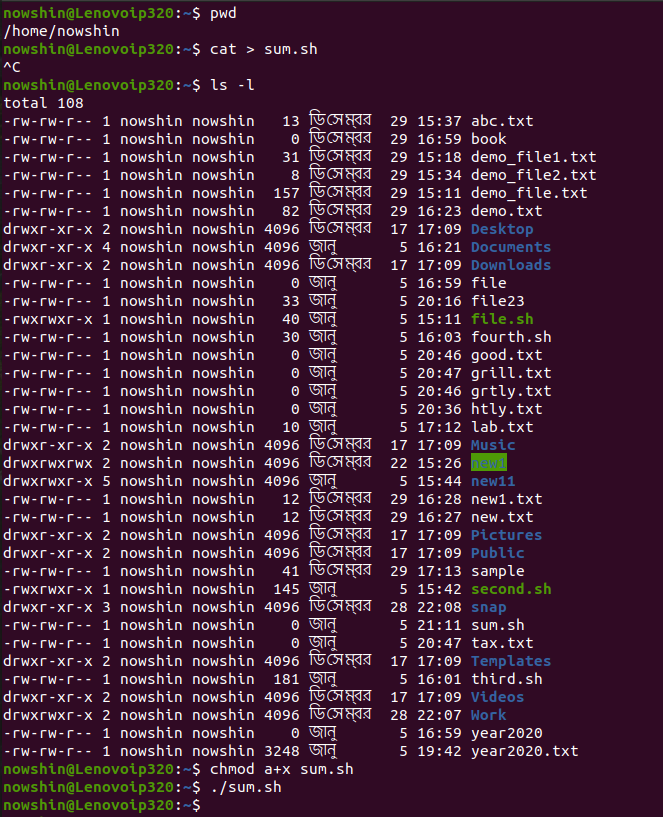 nowshin@Lenovoip320:~$ pwd
/home/nowshin
nowshin@Lenovoip320:~$ cat > sum.sh
^C
nowshin@Lenovoip320:~$ ls -l
total 108
-rw-rw-r-- 1 nowshin nowshin   13 ডিসেম্বর  29 15:37 abc.txt
-rw-rw-r-- 1 nowshin nowshin    0 ডিসেম্বর  29 16:59 book
-rw-rw-r-- 1 nowshin nowshin   31 ডিসেম্বর  29 15:18 demo_file1.txt
-rw-rw-r-- 1 nowshin nowshin    8 ডিসেম্বর  29 15:34 demo_file2.txt
-rw-rw-r-- 1 nowshin nowshin  157 ডিসেম্বর  29 15:11 demo_file.txt
-rw-rw-r-- 1 nowshin nowshin   82 ডিসেম্বর  29 16:23 demo.txt
drwxr-xr-x 2 nowshin nowshin 4096 ডিসেম্বর  17 17:09 Desktop
drwxr-xr-x 4 nowshin nowshin 4096 জানু       5 16:21 Documents
drwxr-xr-x 2 nowshin nowshin 4096 ডিসেম্বর  17 17:09 Downloads
-rw-rw-r-- 1 nowshin nowshin    0 জানু       5 16:59 file
-rw-rw-r-- 1 nowshin nowshin   33 জানু       5 20:16 file23
-rwxrwxr-x 1 nowshin nowshin   40 জানু       5 15:11 file.sh
-rw-rw-r-- 1 nowshin nowshin   30 জানু       5 16:03 fourth.sh
-rw-rw-r-- 1 nowshin nowshin    0 জানু       5 20:46 good.txt
-rw-rw-r-- 1 nowshin nowshin    0 জানু       5 20:47 grill.txt
-rw-rw-r-- 1 nowshin nowshin    0 জানু       5 20:46 grtly.txt
-rw-rw-r-- 1 nowshin nowshin    0 জানু       5 20:36 htly.txt
-rw-rw-r-- 1 nowshin nowshin   10 জানু       5 17:12 lab.txt
drwxr-xr-x 2 nowshin nowshin 4096 ডিসেম্বর  17 17:09 Music
drwxrwxrwx 2 nowshin nowshin 4096 ডিসেম্বর  22 15:26 new1
drwxrwxr-x 5 nowshin nowshin 4096 জানু       5 15:44 new11
-rw-rw-r-- 1 nowshin nowshin   12 ডিসেম্বর  29 16:28 new1.txt
-rw-rw-r-- 1 nowshin nowshin   12 ডিসেম্বর  29 16:27 new.txt
drwxr-xr-x 2 nowshin nowshin 4096 ডিসেম্বর  17 17:09 Pictures
drwxr-xr-x 2 nowshin nowshin 4096 ডিসেম্বর  17 17:09 Public
-rw-rw-r-- 1 nowshin nowshin   41 ডিসেম্বর  29 17:13 sample
-rwxrwxr-x 1 nowshin nowshin  145 জানু       5 15:42 second.sh
drwxr-xr-x 3 nowshin nowshin 4096 ডিসেম্বর  28 22:08 snap
-rw-rw-r-- 1 nowshin nowshin    0 জানু       5 21:11 sum.sh
-rw-rw-r-- 1 nowshin nowshin    0 জানু       5 20:47 tax.txt
drwxr-xr-x 2 nowshin nowshin 4096 ডিসেম্বর  17 17:09 Templates
-rw-rw-r-- 1 nowshin nowshin  181 জানু       5 16:01 third.sh
drwxr-xr-x 2 nowshin nowshin 4096 ডিসেম্বর  17 17:09 Videos
drwxrwxr-x 2 nowshin nowshin 4096 ডিসেম্বর  28 22:07 Work
-rw-rw-r-- 1 nowshin nowshin    0 জানু       5 16:59 year2020
-rw-rw-r-- 1 nowshin nowshin 3248 জানু       5 19:42 year2020.txt
nowshin@Lenovoip320:~$ chmod a+x sum.sh
nowshin@Lenovoip320:~$ ./sum.sh
nowshin@Lenovoip320:~$